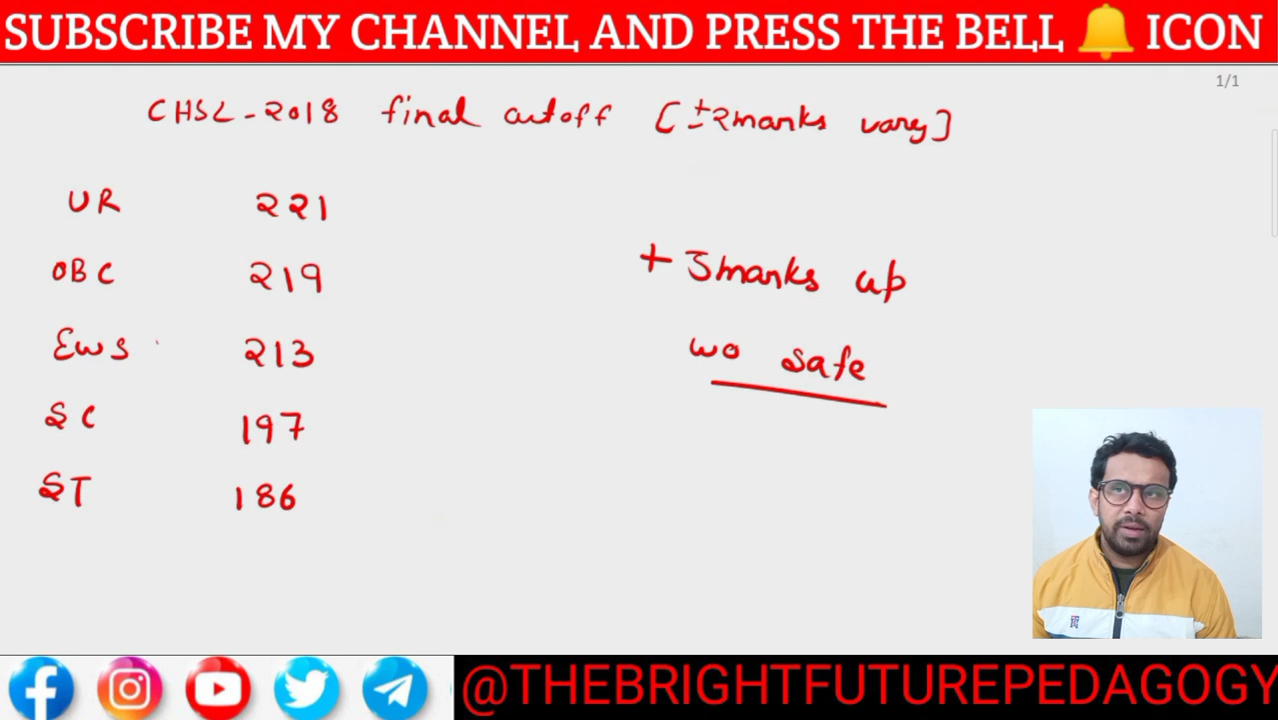 SUBSCRIBE MY CHANNEL AND PRESS THE BELL 🔔 ICON
1/1
CHSL-2018 final cutoff [±2marks vary]
UR 221
OBC 219
+3marks up
EWS 213
wo safe
SC 197
ST 186
@THEBRIGHTFUTUREPEDAGOGY